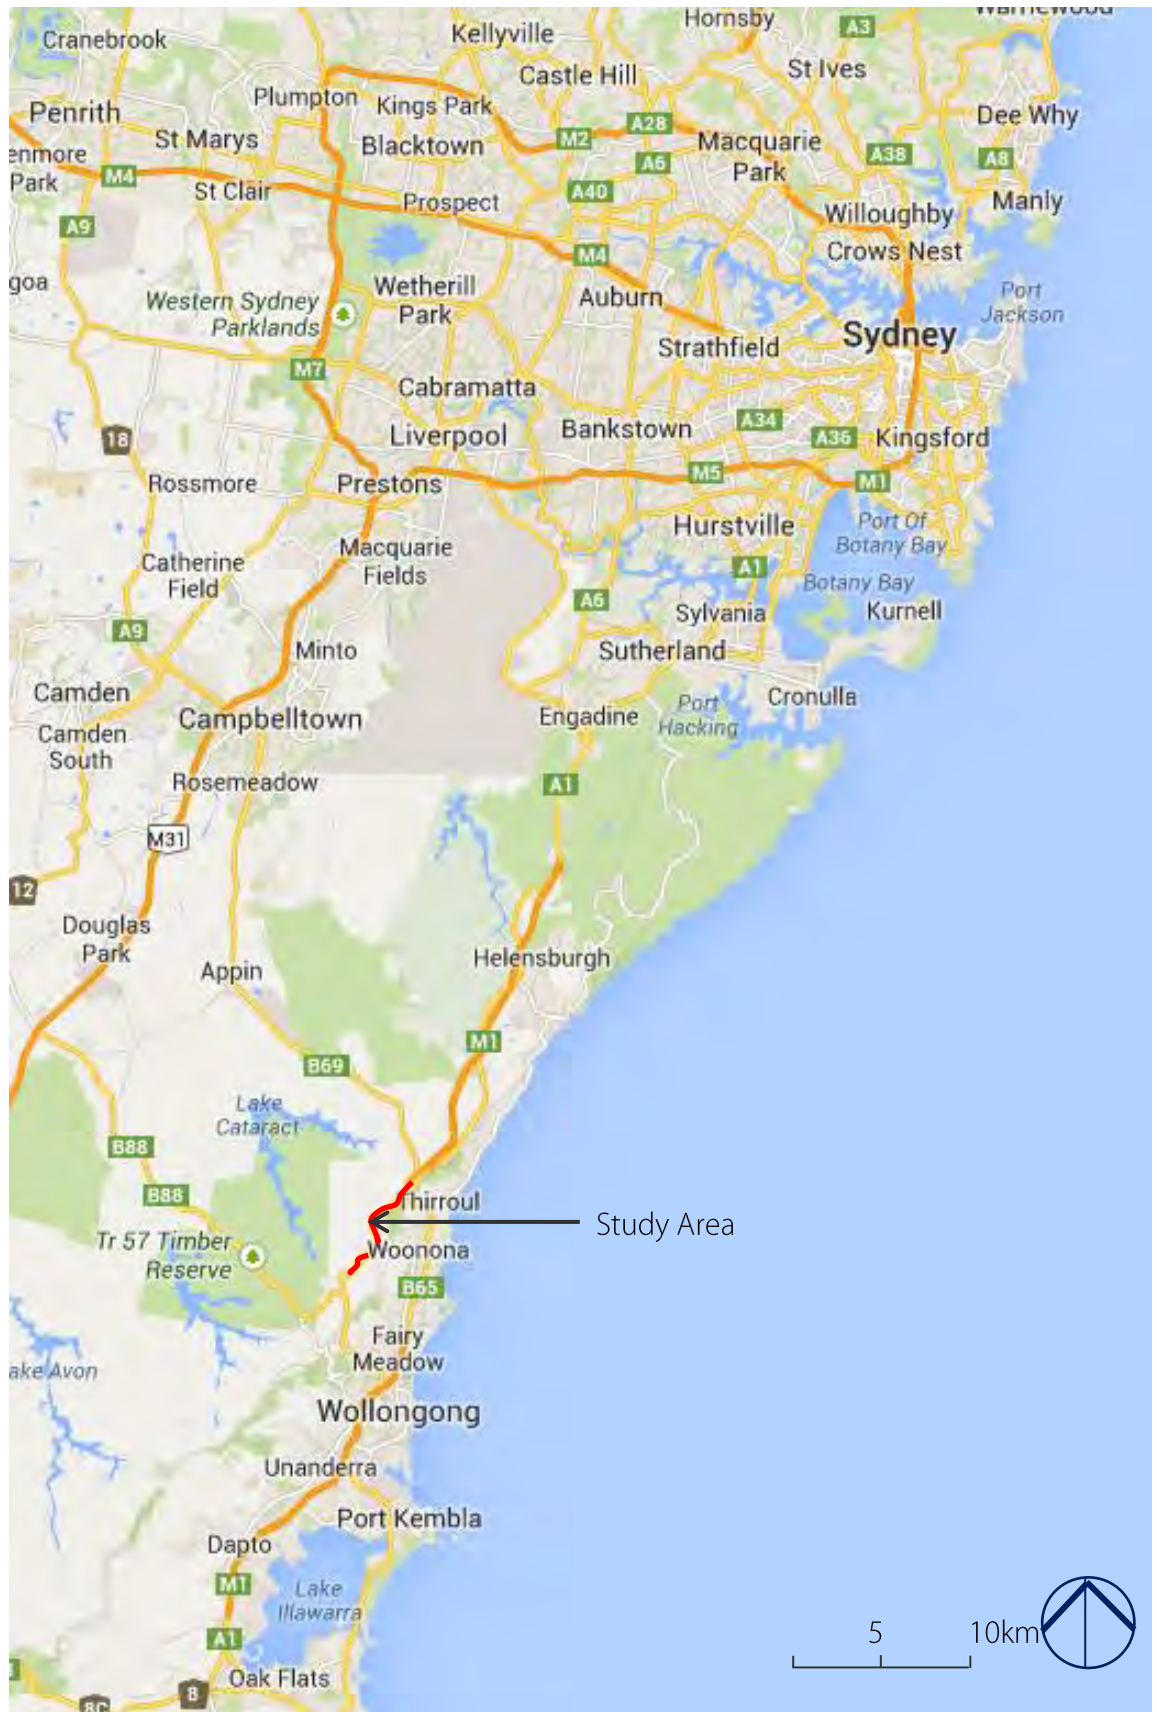 Hornsby
Warriewood
Cranebrook
Kellyville
A3
Castle Hill
St Ives
Plumpton
Kings Park
Penrith
Dee Why
St Marys
Blacktown
M2
A28
Macquarie
Park
A38
A8
enmore
Park
M4
A6
St Clair
A40
Prospect
Manly
Willoughby
A9
Crows Nest
M4
goa
Wetherill
Park
Auburn
Port
Jackson
Western Sydney
Parklands
Sydney
Strathfield
M7
Cabramatta
A34
18
Liverpool
Bankstown
A36
Kingsford
M5
M1
Rossmore
Prestons
Hurstville
Port Of
Botany Bay
Macquarie
Fields
Catherine
Field
A1
Botany Bay
A6
Sylvania
Kurnell
A9
Minto
Sutherland
Camden
Cronulla
Port
Hacking
Campbelltown
Engadine
Camden
South
Rosemeadow
A1
M31
12
Douglas
Park
Helensburgh
Appin
M1
B69
Lake
Cataract
B88
B88
Thirroul
Study Area
Tr 57 Timber
Reserve
Woonona
B65
Fairy
Meadow
ake Avon
Wollongong
Unanderra
Port Kembla
Dapto
M1
Lake
Illawarra
A1
5
10km
Oak Flats
8
8C